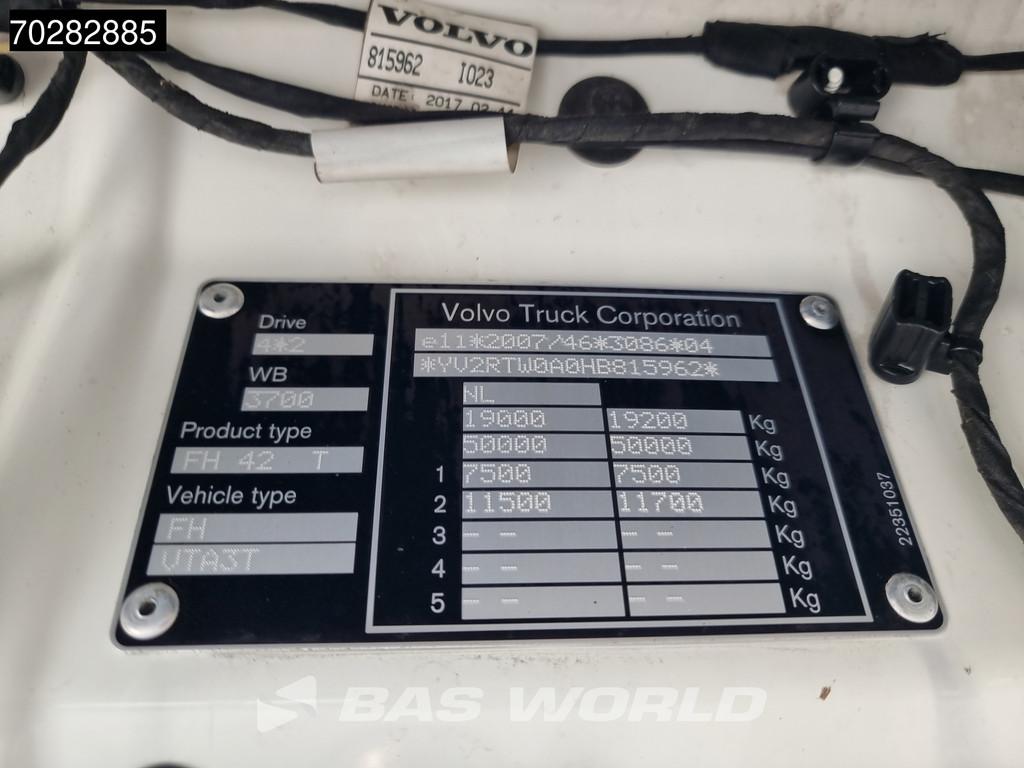 70282885
VOLVO
815962 I023
DATE: 2017
Drive
4*2
WB
3700
Product type
FH 42 T
Vehicle type
FH
VTA3T
Volvo Truck Corporation
e11*2007/46*3086*04
*YV2RTW0A0HB815962*
NL
19000 19200 Kg
50000 50000 Kg
1 7500 7500 Kg
2 11500 11700 Kg
3 -- -- Kg
4 -- -- Kg
5 -- -- Kg
22351037
BAS WORLD